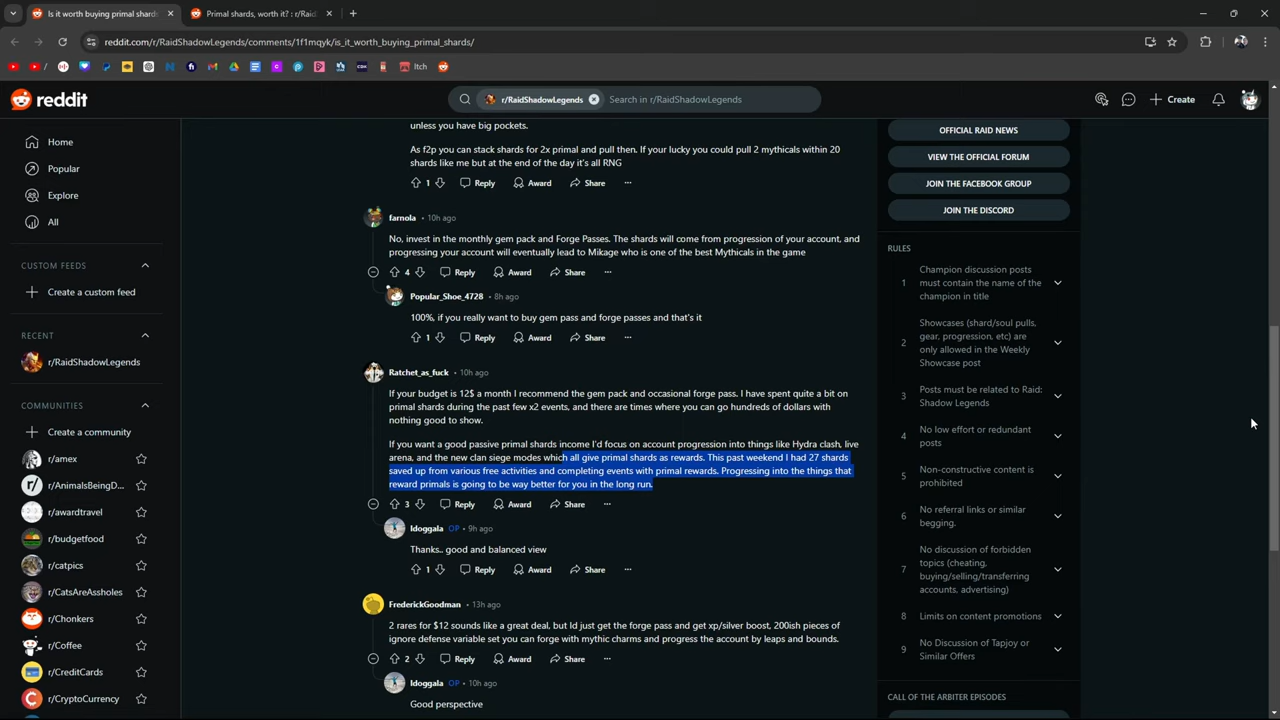 Is it worth buying primal shards
Primal shards, worth it? : r/Rai
reddit.com/r/RaidShadowLegends/comments/1f1mqyk/is_it_worth_buying_primal_shards/
Itch
reddit
r/RaidShadowLegends
Search in r/RaidShadowLegends
Create
Home
Popular
Explore
All
CUSTOM FEEDS
Create a custom feed
RECENT
r/RaidShadowLegends
COMMUNITIES
Create a community
r/amex
r/AnimalsBeingD...
r/awardtravel
r/budgetfood
r/catpics
r/CatsAreAssholes
r/Chonkers
r/Coffee
r/CreditCards
r/CryptoCurrency
unless you have big pockets.
As f2p you can stack shards for 2x primal and pull then. If your lucky you could pull 2 mythicals within 20
shards like me but at the end of the day it's all RNG
1 Reply Award Share
farnola • 10h ago
No, invest in the monthly gem pack and Forge Passes. The shards will come from progression of your account, and
progressing your account will eventually lead to Mikage who is one of the best Mythicals in the game
4 Reply Award Share
Popular_Shoe_4728 • 8h ago
100%, if you really want to buy gem pass and forge passes and that's it
1 Reply Award Share
Ratchet_as_fuck • 10h ago
If your budget is 12$ a month I recommend the gem pack and occasional forge pass. I have spent quite a bit on
primal shards during the past few x2 events, and there are times where you can go hundreds of dollars with
nothing good to show.
If you want a good passive primal shards income I'd focus on account progression into things like Hydra clash, live
arena, and the new clan siege modes which all give primal shards as rewards. This past weekend I had 27 shards
saved up from various free activities and completing events with primal rewards. Progressing into the things that
reward primals is going to be way better for you in the long run.
3 Reply Award Share
Idoggala OP • 9h ago
Thanks.. good and balanced view
1 Reply Award Share
FrederickGoodman • 13h ago
2 rares for $12 sounds like a great deal, but Id just get the forge pass and get xp/silver boost, 200ish pieces of
ignore defense variable set you can forge with mythic charms and progress the account by leaps and bounds.
2 Reply Award Share
Idoggala OP • 10h ago
Good perspective
OFFICIAL RAID NEWS
VIEW THE OFFICIAL FORUM
JOIN THE FACEBOOK GROUP
JOIN THE DISCORD
RULES
1 Champion discussion posts
must contain the name of the
champion in title
2 Showcases (shard/soul pulls,
gear, progression, etc) are
only allowed in the Weekly
Showcase post
3 Posts must be related to Raid:
Shadow Legends
4 No low effort or redundant
posts
5 Non-constructive content is
prohibited
6 No referral links or similar
begging.
7 No discussion of forbidden
topics (cheating,
buying/selling/transferring
accounts, advertising)
8 Limits on content promotions
9 No Discussion of Tapjoy or
Similar Offers
CALL OF THE ARBITER EPISODES